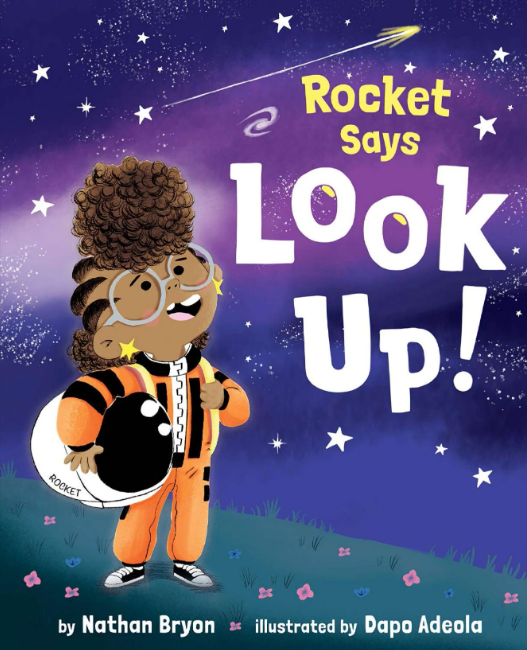 Rocket
Says
Look
Up!
ROCKET
by Nathan Bryon illustrated by Dapo Adeola